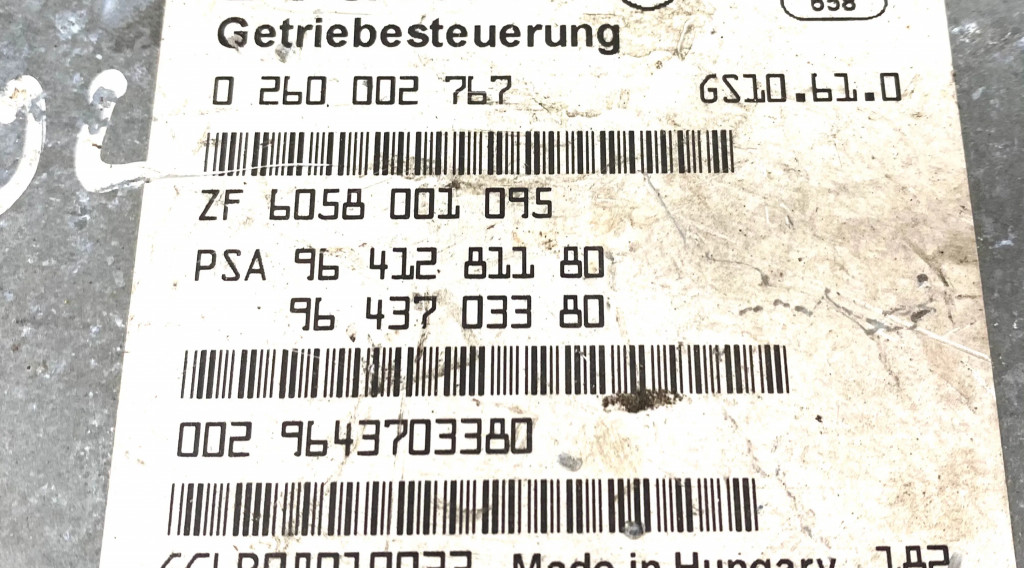 658
Getriebesteuerung
0 260 002 767 GS10.61.0
ZF 6058 001 095
PSA 96 412 811 80
96 437 033 80
002 9643703380
Made in Hungary 182